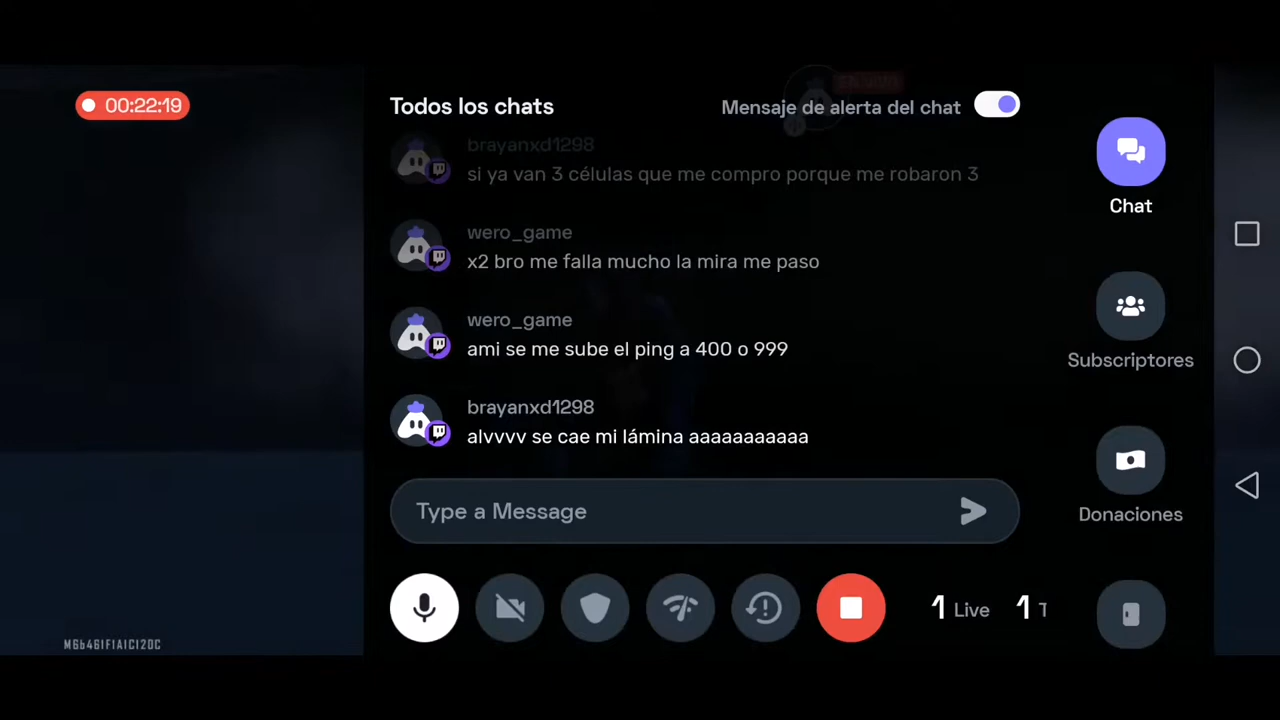 EN VIVO
00:22:19
Todos los chats
Mensaje de alerta del chat
brayanxd1298
si ya van 3 células que me compro porque me robaron 3
Chat
wero_game
x2 bro me falla mucho la mira me paso
wero_game
ami se me sube el ping a 400 o 999
Subscriptores
brayanxd1298
alvvvv se cae mi lámina aaaaaaaaaaa
Type a Message
Donaciones
1 Live 1 T